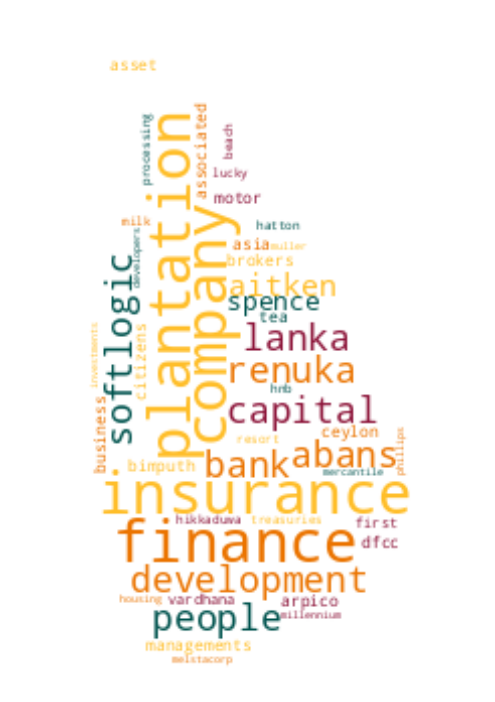 asset
processing
plantation
associated
beach
lucky
motor
milk
company
hatton
developers
asia
muller
softlogic
brokers
aitken
spence
tea
investments
citizens
lanka
renuka
hnb
business
capital
ceylon
phillips
resort
bimputh
bank
abans
mercantile
insurance
hikkaduwa
treasuries
first
finance
dfcc
development
housing
vardhana
arpico
people
millennium
managements
melstacorp